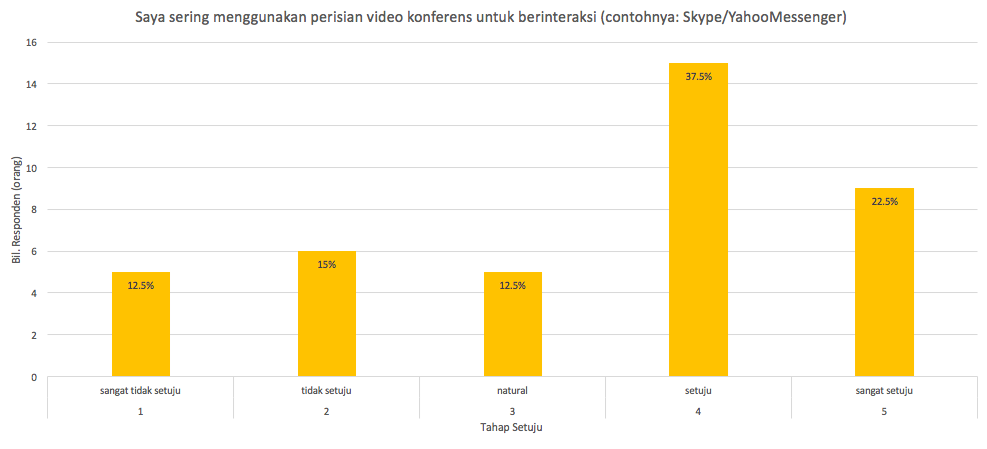 Saya sering menggunakan perisian video konferens untuk berinteraksi (contohnya: Skype/YahooMessenger)
16
14
12
10
8
6
4
2
0
Bil. Responden (orang)
12.5%
15%
12.5%
37.5%
22.5%
sangat tidak setuju
tidak setuju
natural
setuju
sangat setuju
1
2
3
4
5
Tahap Setuju